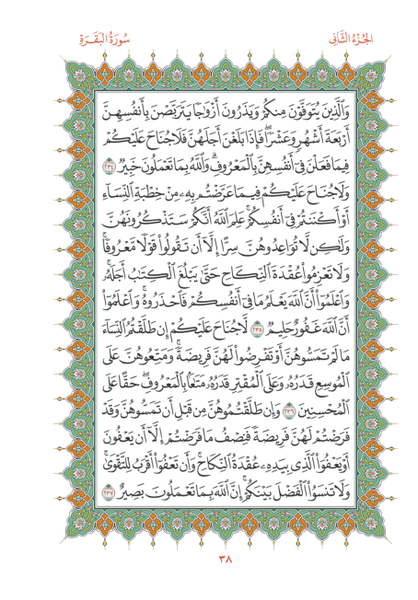 الجُزْءُ الثَّانِى
سُورَةُ البَقَرَةِ
وَٱلَّذِينَ يُتَوَفَّوْنَ مِنكُمْ وَيَذَرُونَ أَزْوَٰجًا يَتَرَبَّصْنَ بِأَنفُسِهِنَّ
أَرْبَعَةَ أَشْهُرٍ وَعَشْرًا ۖ فَإِذَا بَلَغْنَ أَجَلَهُنَّ فَلَا جُنَاحَ عَلَيْكُمْ
فِيمَا فَعَلْنَ فِىٓ أَنفُسِهِنَّ بِٱلْمَعْرُوفِ ۗ وَٱللَّهُ بِمَا تَعْمَلُونَ خَبِيرٌ ٢٣٤
وَلَا جُنَاحَ عَلَيْكُمْ فِيمَا عَرَّضْتُم بِهِۦ مِنْ خِطْبَةِ ٱلنِّسَآءِ
أَوْ أَكْنَنتُمْ فِىٓ أَنفُسِكُمْ ۚ عَلِمَ ٱللَّهُ أَنَّكُمْ سَتَذْكُرُونَهُنَّ
وَلَٰكِن لَّا تُوَاعِدُوهُنَّ سِرًّا إِلَّآ أَن تَقُولُوا۟ قَوْلًا مَّعْرُوفًا ۚ
وَلَا تَعْزِمُوا۟ عُقْدَةَ ٱلنِّكَاحِ حَتَّىٰ يَبْلُغَ ٱلْكِتَٰبُ أَجَلَهُۥ ۚ
وَٱعْلَمُوٓا۟ أَنَّ ٱللَّهَ يَعْلَمُ مَا فِىٓ أَنفُسِكُمْ فَٱحْذَرُوهُ ۚ وَٱعْلَمُوٓا۟
أَنَّ ٱللَّهَ غَفُورٌ حَلِيمٌ ٢٣٥ لَّا جُنَاحَ عَلَيْكُمْ إِن طَلَّقْتُمُ ٱلنِّسَآءَ
مَا لَمْ تَمَسُّوهُنَّ أَوْ تَفْرِضُوا۟ لَهُنَّ فَرِيضَةً ۚ وَمَتِّعُوهُنَّ عَلَى
ٱلْمُوسِعِ قَدَرُهُۥ وَعَلَى ٱلْمُقْتِرِ قَدَرُهُۥ مَتَٰعًۢا بِٱلْمَعْرُوفِ ۖ حَقًّا عَلَى
ٱلْمُحْسِنِينَ ٢٣٦ وَإِن طَلَّقْتُمُوهُنَّ مِن قَبْلِ أَن تَمَسُّوهُنَّ وَقَدْ
فَرَضْتُمْ لَهُنَّ فَرِيضَةً فَنِصْفُ مَا فَرَضْتُمْ إِلَّآ أَن يَعْفُونَ
أَوْ يَعْفُوَا۟ ٱلَّذِى بِيَدِهِۦ عُقْدَةُ ٱلنِّكَاحِ ۚ وَأَن تَعْفُوٓا۟ أَقْرَبُ لِلتَّقْوَىٰ ۚ
وَلَا تَنسَوُا۟ ٱلْفَضْلَ بَيْنَكُمْ ۚ إِنَّ ٱللَّهَ بِمَا تَعْمَلُونَ بَصِيرٌ ٢٣٧
٣٨